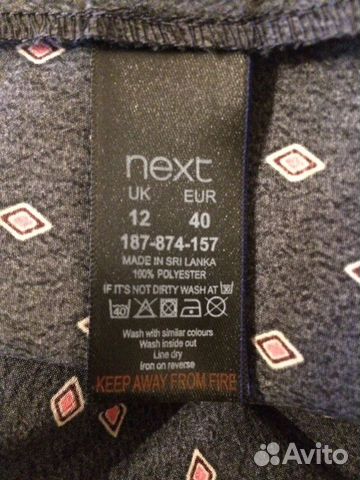 next
UK EUR
12 40
187-874-157
MADE IN SRI LANKA
100% POLYESTER
IF IT'S NOT DIRTY WASH AT 30
40
Wash with similar colours
Wash inside out
Line dry
Iron on reverse
KEEP AWAY FROM FIRE
Avito